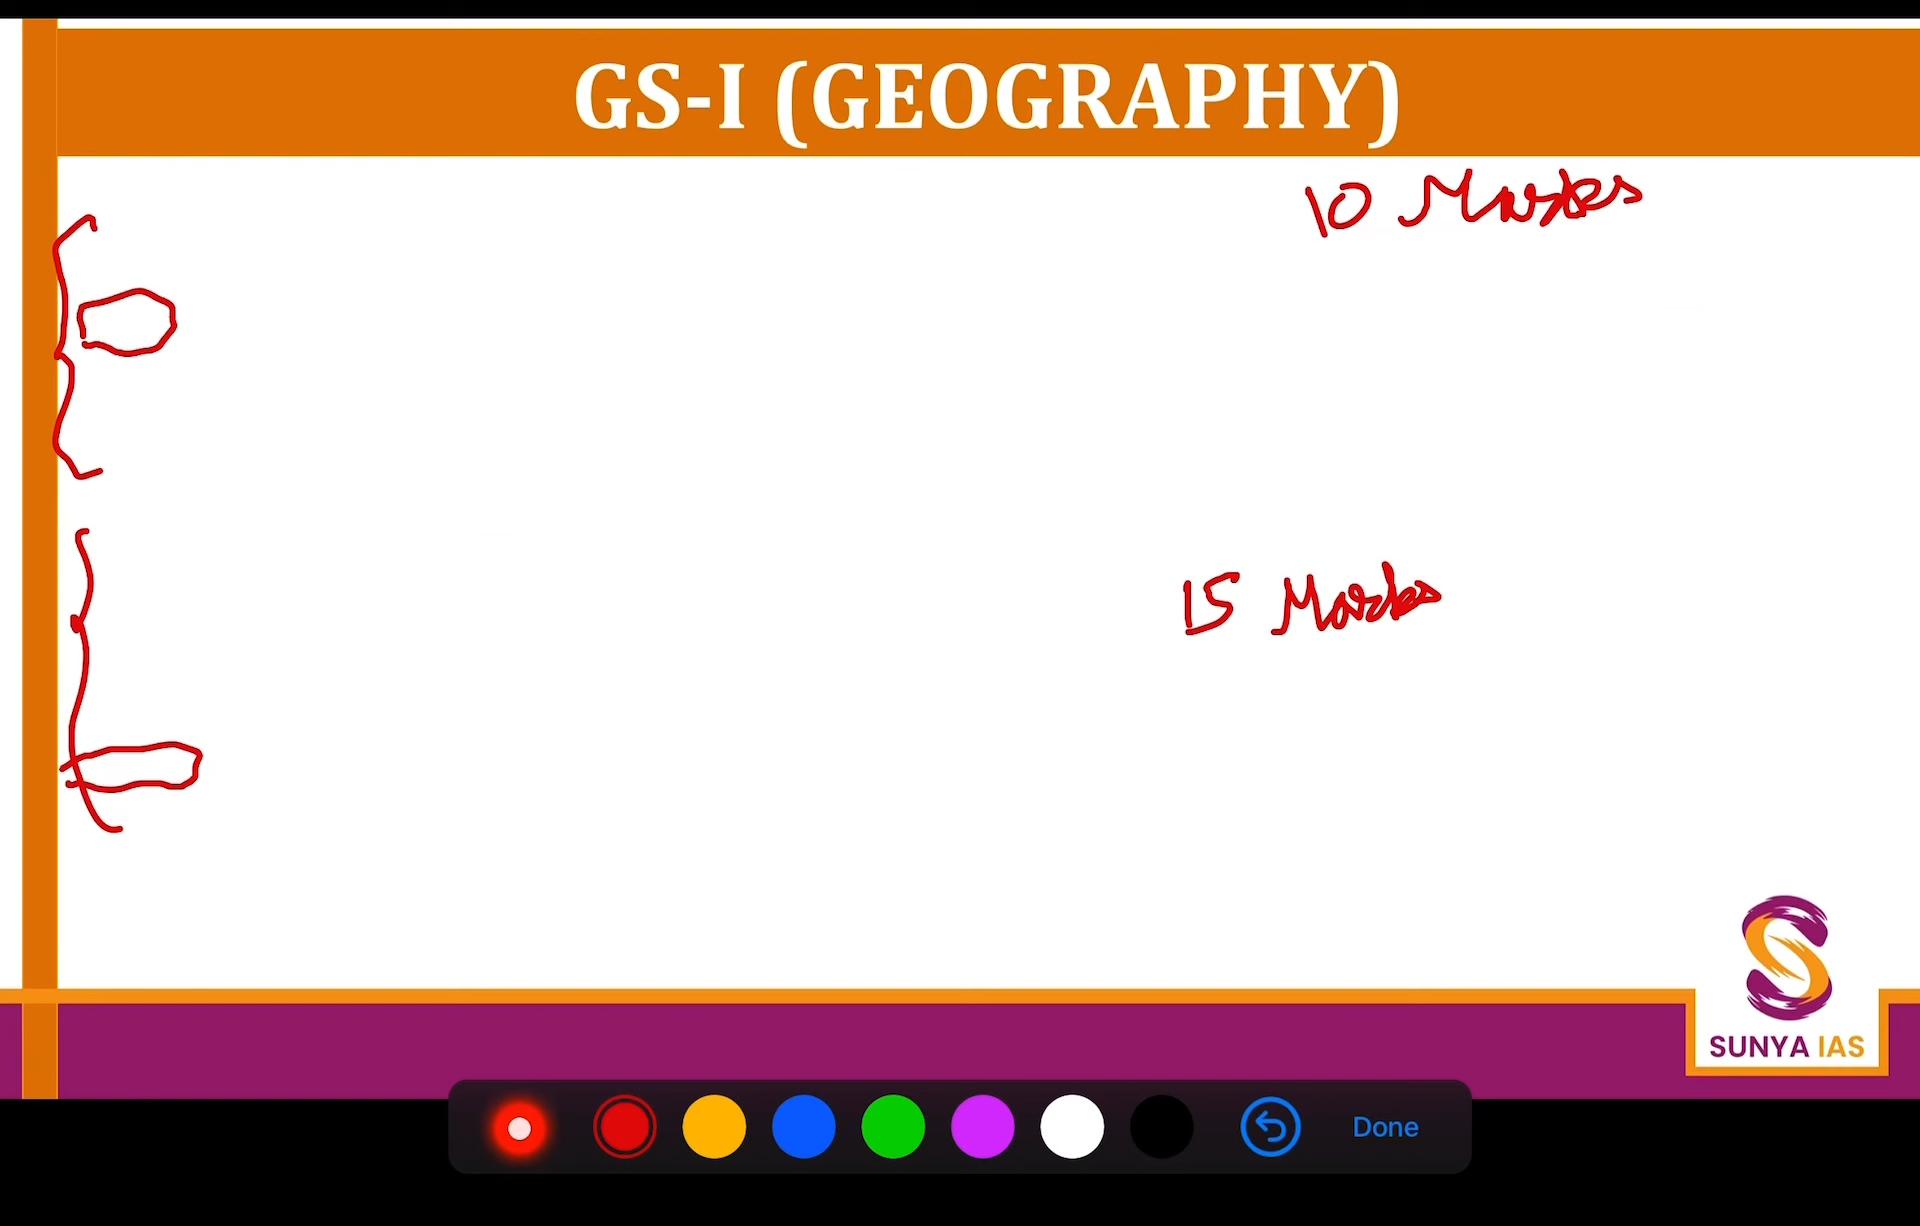 GS-I (GEOGRAPHY)
10 Marks
15 Marks
SUNYA IAS
Done